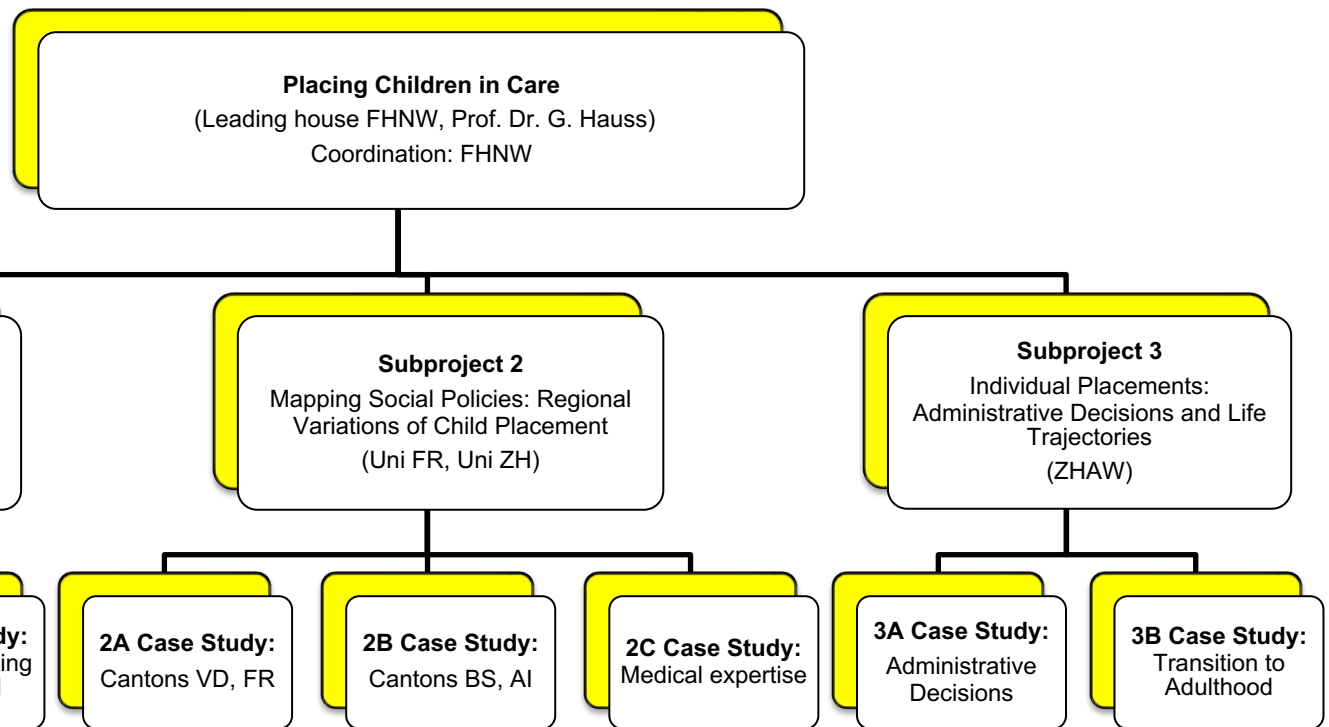 Placing Children in Care
(Leading house FHNW, Prof. Dr. G. Hauss)
Coordination: FHNW
Subproject 2
Mapping Social Policies: Regional
Variations of Child Placement
(Uni FR, Uni ZH)
Subproject 3
Individual Placements:
Administrative Decisions and Life
Trajectories
(ZHAW)
2A Case Study:
Cantons VD, FR
2B Case Study:
Cantons BS, AI
2C Case Study:
Medical expertise
3A Case Study:
Administrative
Decisions
3B Case Study:
Transition to
Adulthood